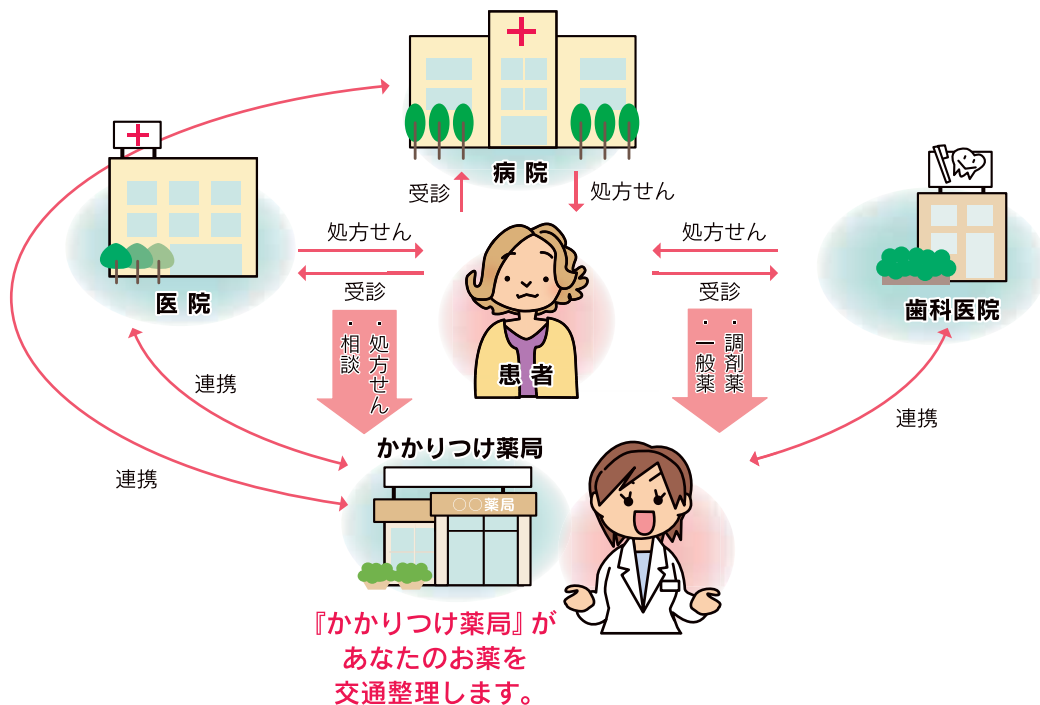 病院
受診
処方せん
処方せん
受診
医院
処方せん
受診
歯科医院
患者
・処方せん
・相談
・調剤薬
・一般薬
連携
連携
連携
かかりつけ薬局
○○薬局
『かかりつけ薬局』が
あなたのお薬を
交通整理します。